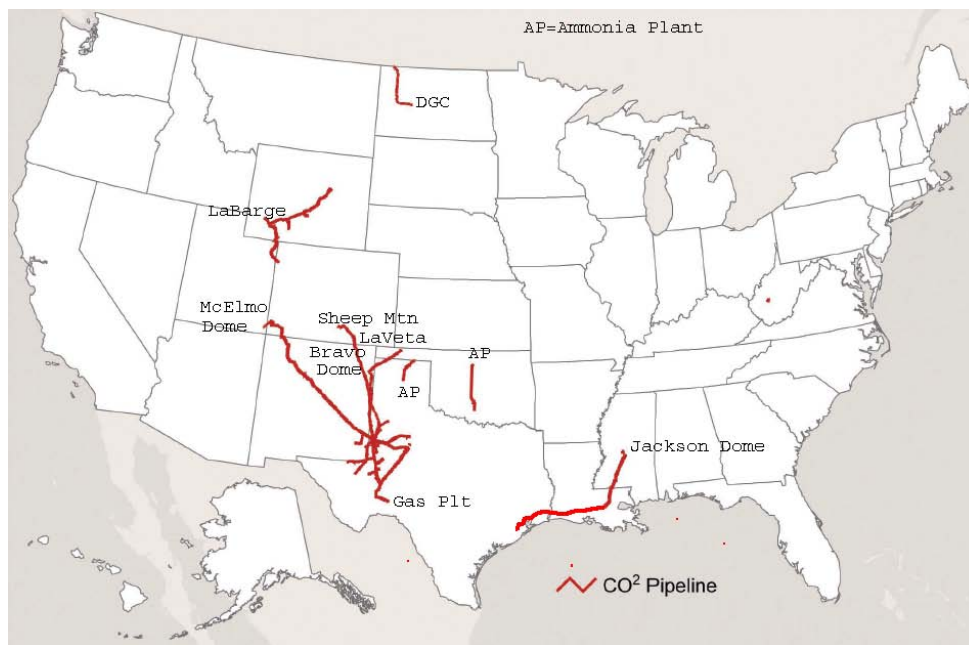 AP=Ammonia Plant
DGC
LaBarge
McElmo
Dome
Sheep Mtn
LaVeta
Bravo
Dome
AP
AP
Jackson Dome
Gas Plt
CO² Pipeline